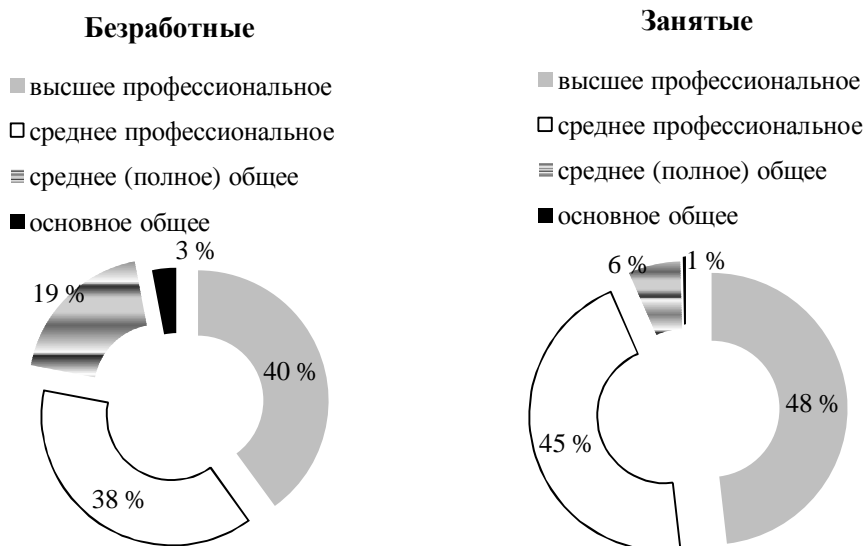 Безработные
высшее профессиональное
среднее профессиональное
среднее (полное) общее
основное общее
3 %
19 %
40 %
38 %
Занятые
высшее профессиональное
среднее профессиональное
среднее (полное) общее
основное общее
6 %
1 %
48 %
45 %